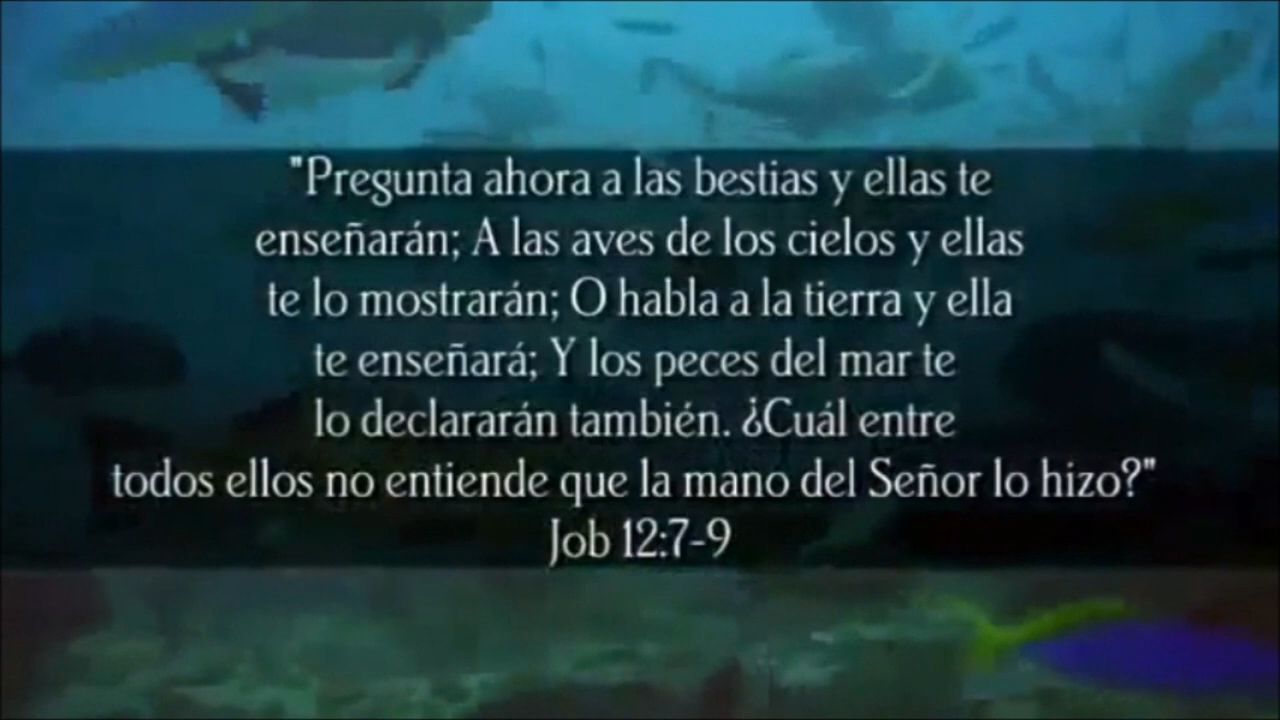 "Pregunta ahora a las bestias y ellas te
enseñarán; A las aves de los cielos y ellas
te lo mostrarán; O habla a la tierra y ella
te enseñará; Y los peces del mar te
lo declararán también. ¿Cuál entre
todos ellos no entiende que la mano del Señor lo hizo?"
Job 12:7-9